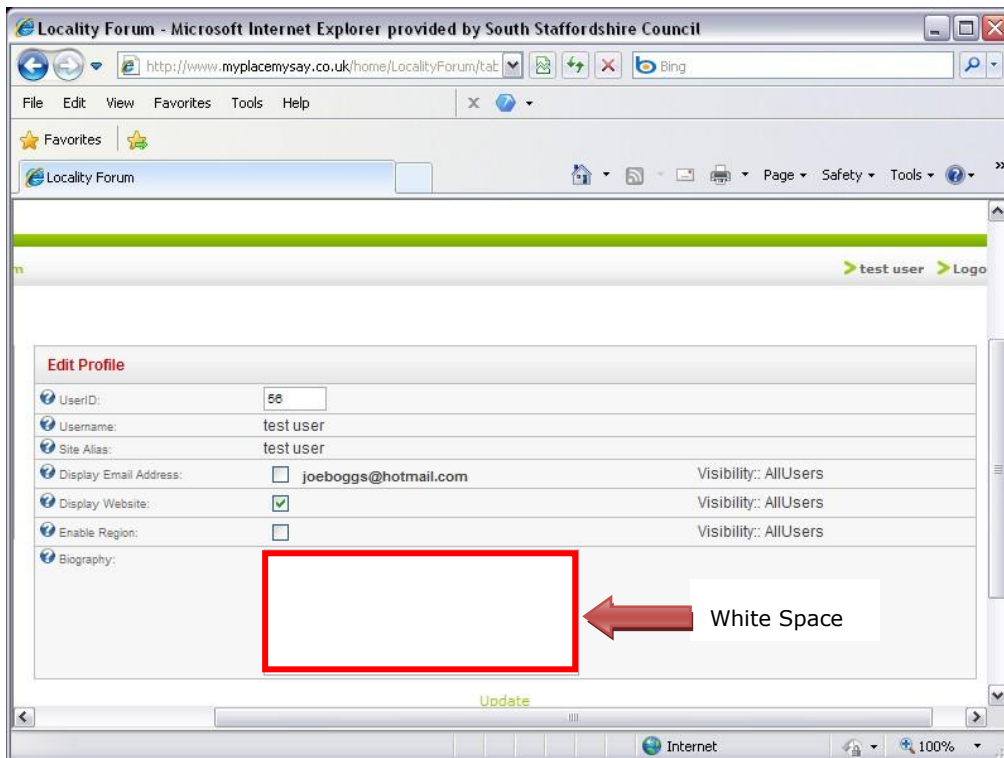 Locality Forum - Microsoft Internet Explorer provided by South Staffordshire Council
http://www.myplacemysay.co.uk/home/LocalityForum/tab
Bing
File Edit View Favorites Tools Help
X
Favorites
Locality Forum
Page Safety Tools
m
test user Logo
Edit Profile
UserID: 56
Username: test user
Site Alias: test user
Display Email Address: joeboggs@hotmail.com Visibility:: AllUsers
Display Website: Visibility:: AllUsers
Enable Region: Visibility:: AllUsers
Biography:
White Space
Update
Internet 100%